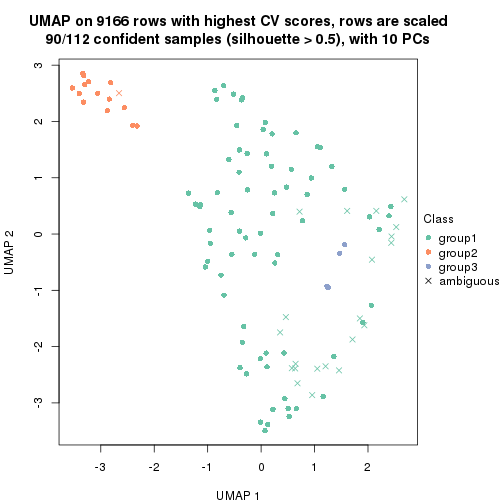 UMAP on 9166 rows with highest CV scores, rows are scaled
90/112 confident samples (silhouette > 0.5), with 10 PCs
3
2
1
0
-1
-2
-3
UMAP 2
-3
-2
-1
0
1
2
UMAP 1
Class
group1
group2
group3
ambiguous